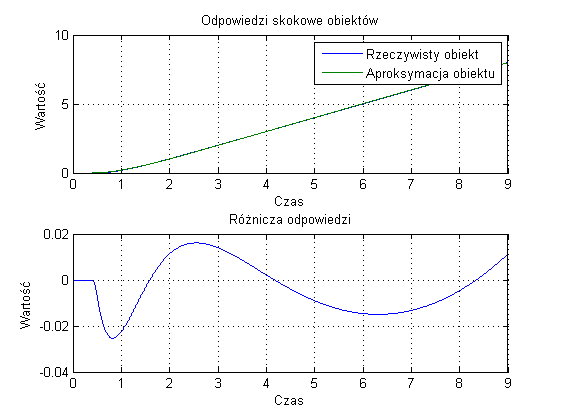 Odpowiedzi skokowe obiektów
10
Rzeczywisty obiekt
Aproksymacja obiektu
Wartość
5
0
0 1 2 3 4 5 6 7 8 9
Czas
Różnicza odpowiedzi
0.02
0
Wartość
-0.02
-0.04
0 1 2 3 4 5 6 7 8 9
Czas